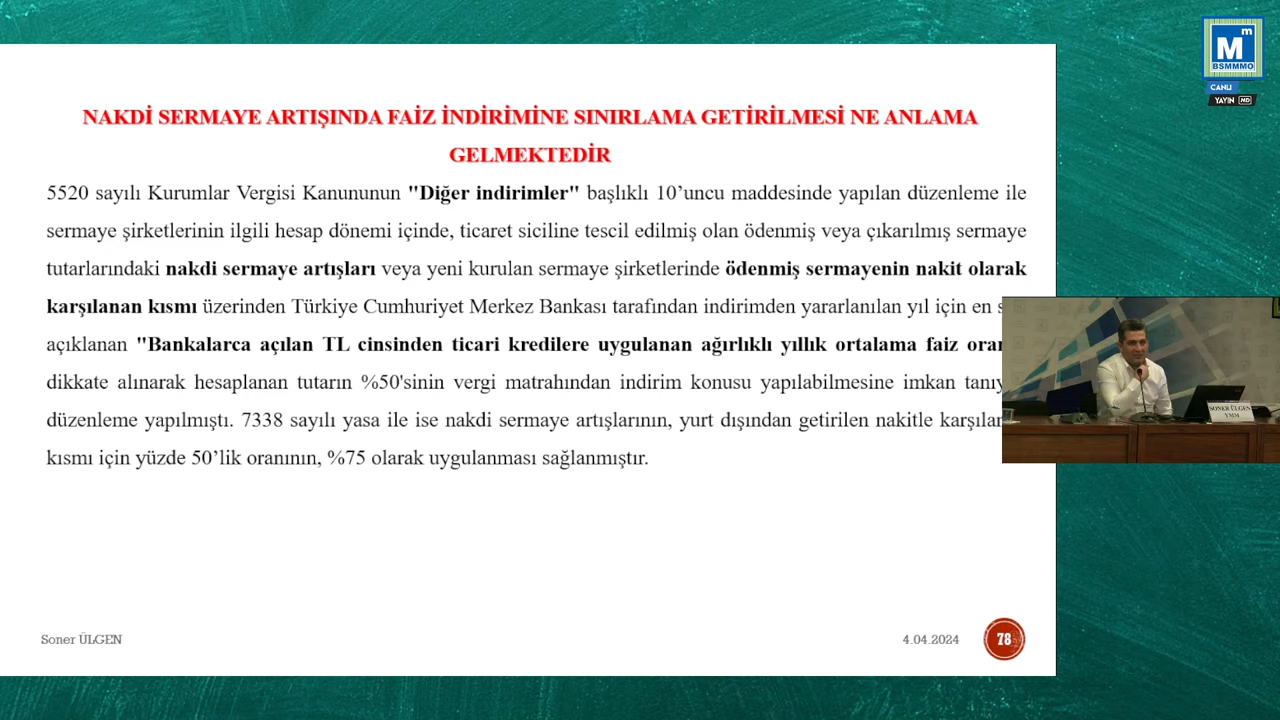 NAKDİ SERMAYE ARTIŞINDA FAİZ İNDİRİMİNE SINIRLAMA GETİRİLMESİ NE ANLAMA
GELMEKTEDİR
5520 sayılı Kurumlar Vergisi Kanununun "Diğer indirimler" başlıklı 10’uncu maddesinde yapılan düzenleme ile
sermaye şirketlerinin ilgili hesap dönemi içinde, ticaret siciline tescil edilmiş olan ödenmiş veya çıkarılmış sermaye
tutarlarındaki nakdi sermaye artışları veya yeni kurulan sermaye şirketlerinde ödenmiş sermayenin nakit olarak
karşılanan kısmı üzerinden Türkiye Cumhuriyet Merkez Bankası tarafından indirimden yararlanılan yıl için en
açıklanan "Bankalarca açılan TL cinsinden ticari kredilere uygulanan ağırlıklı yıllık ortalama faiz
dikkate alınarak hesaplanan tutarın %50'sinin vergi matrahından indirim konusu yapılabilmesine imkan
düzenleme yapılmıştı. 7338 sayılı yasa ile ise nakdi sermaye artışlarının, yurt dışından getirilen nakitle
kısmı için yüzde 50’lik oranının, %75 olarak uygulanması sağlanmıştır.
Soner ÜLGEN
4.04.2024
78
M m
BSMMMO
CANLI
YAYIN HD
SONER ÜLGEN
YMM